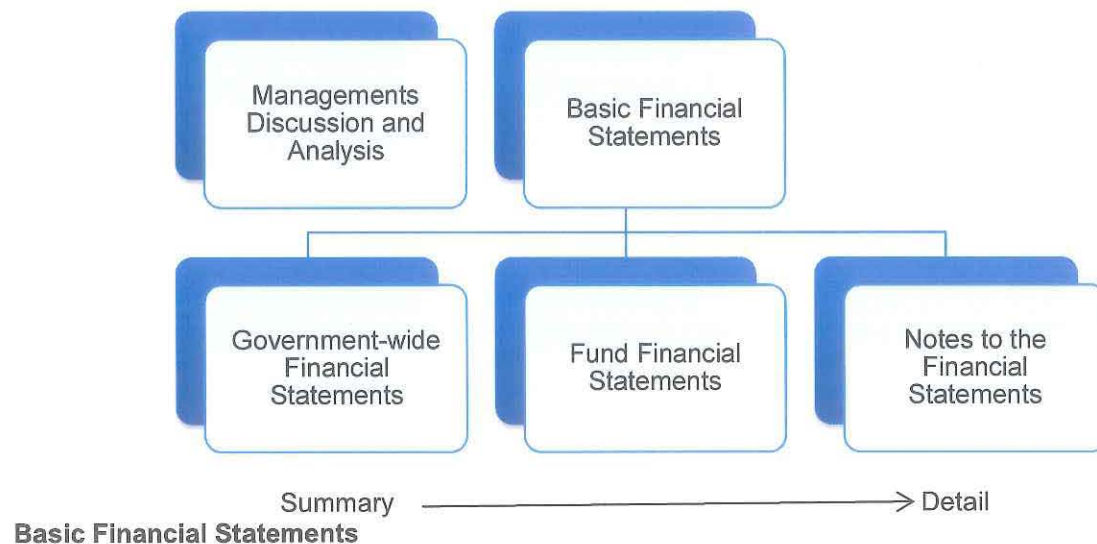 Managements
Discussion and
Analysis
Basic Financial
Statements
Government-wide
Financial
Statements
Fund Financial
Statements
Notes to the
Financial
Statements
Summary
Detail
Basic Financial Statements